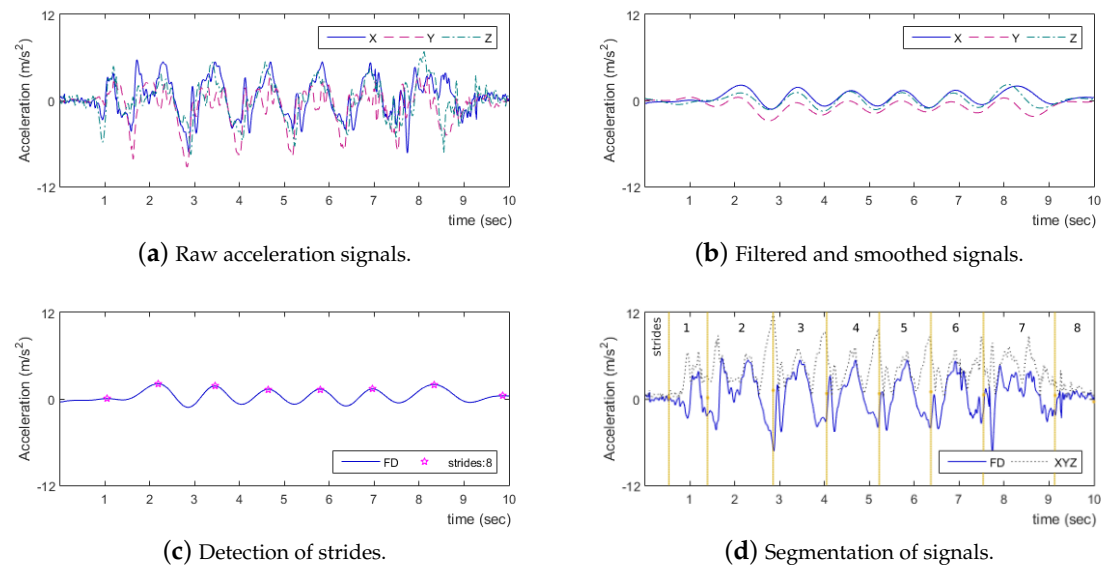 12
0
-12
Acceleration (m/s²)
X Y Z
1 2 3 4 5 6 7 8 9 10
time (sec)
(a) Raw acceleration signals.
12
0
-12
Acceleration (m/s²)
X Y Z
1 2 3 4 5 6 7 8 9 10
time (sec)
(b) Filtered and smoothed signals.
12
0
-12
Acceleration (m/s²)
FD strides:8
1 2 3 4 5 6 7 8 9 10
time (sec)
(c) Detection of strides.
12
0
-12
Acceleration (m/s²)
strides 1 2 3 4 5 6 7 8
FD XYZ
1 2 3 4 5 6 7 8 9 10
time (sec)
(d) Segmentation of signals.